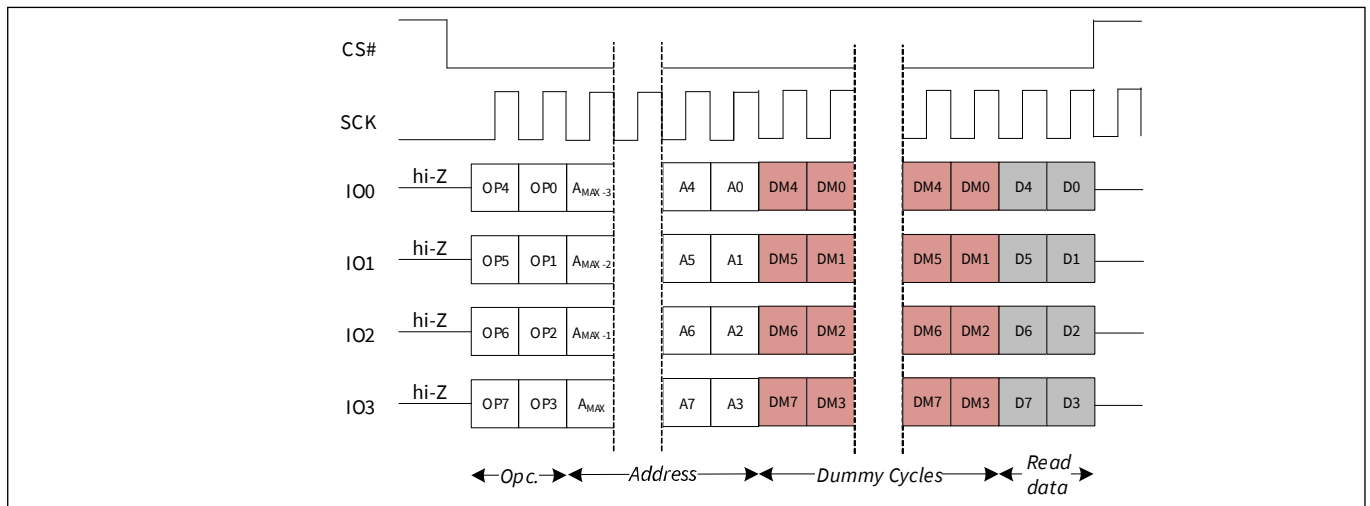 CS#
SCK
IO0 hi-Z OP4 OP0 AMAX-3 A4 A0 DM4 DM0 DM4 DM0 D4 D0
IO1 hi-Z OP5 OP1 AMAX-2 A5 A1 DM5 DM1 DM5 DM1 D5 D1
IO2 hi-Z OP6 OP2 AMAX-1 A6 A2 DM6 DM2 DM6 DM2 D6 D2
IO3 hi-Z OP7 OP3 AMAX A7 A3 DM7 DM3 DM7 DM3 D7 D3
Opc. Address Dummy Cycles Read
data